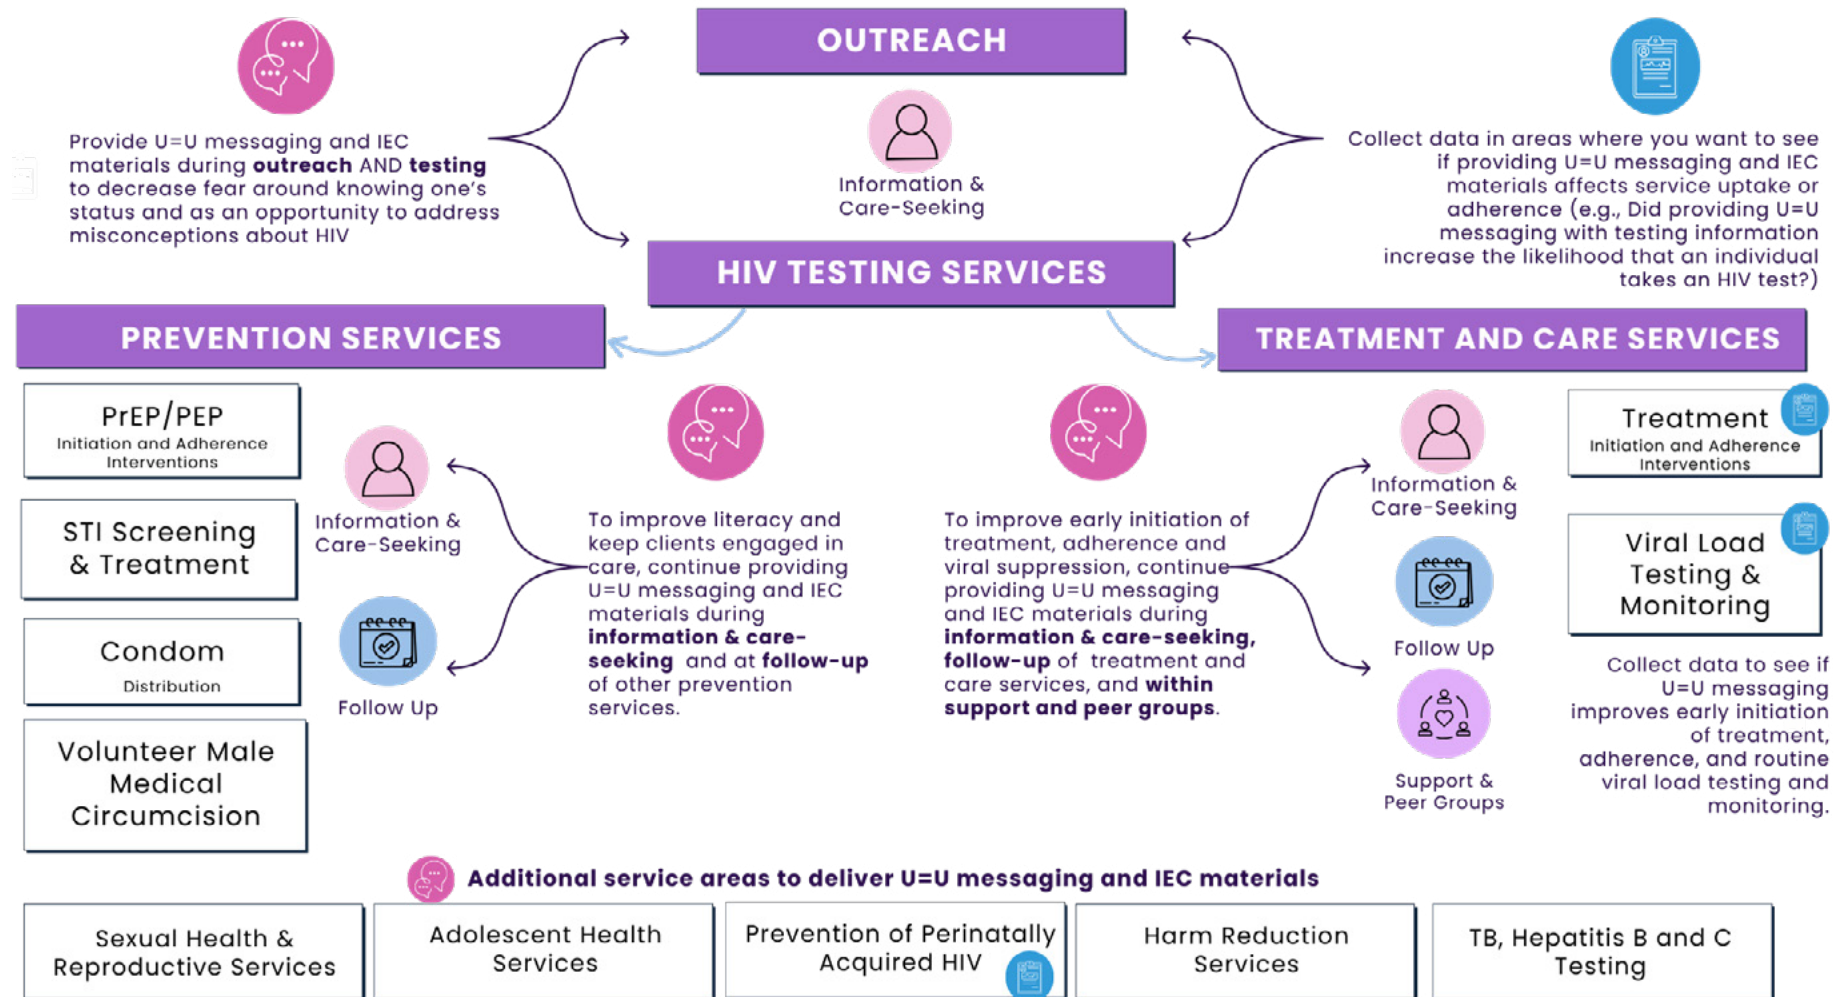 OUTREACH
Provide U=U messaging and IEC
materials during outreach AND testing
to decrease fear around knowing one's
status and as an opportunity to address
misconceptions about HIV
Information &
Care-Seeking
Collect data in areas where you want to see
if providing U=U messaging and IEC
materials affects service uptake or
adherence (e.g., Did providing U=U
messaging with testing information
increase the likelihood that an individual
takes an HIV test?)
HIV TESTING SERVICES
PREVENTION SERVICES
TREATMENT AND CARE SERVICES
PrEP/PEP
Initiation and Adherence
Interventions
STI Screening
& Treatment
Condom
Distribution
Volunteer Male
Medical
Circumcision
Information &
Care-Seeking
Follow Up
To improve literacy and
keep clients engaged in
care, continue providing
U=U messaging and IEC
materials during
information & care-
seeking and at follow-up
of other prevention
services.
To improve early initiation of
treatment, adherence and
viral suppression, continue
providing U=U messaging
and IEC materials during
information & care-seeking,
follow-up of treatment and
care services, and within
support and peer groups.
Information &
Care-Seeking
Follow Up
Support &
Peer Groups
Treatment
Initiation and Adherence
Interventions
Viral Load
Testing &
Monitoring
Collect data to see if
U=U messaging
improves early initiation
of treatment,
adherence, and routine
viral load testing and
monitoring.
Additional service areas to deliver U=U messaging and IEC materials
Sexual Health &
Reproductive Services
Adolescent Health
Services
Prevention of Perinatally
Acquired HIV
Harm Reduction
Services
TB, Hepatitis B and C
Testing